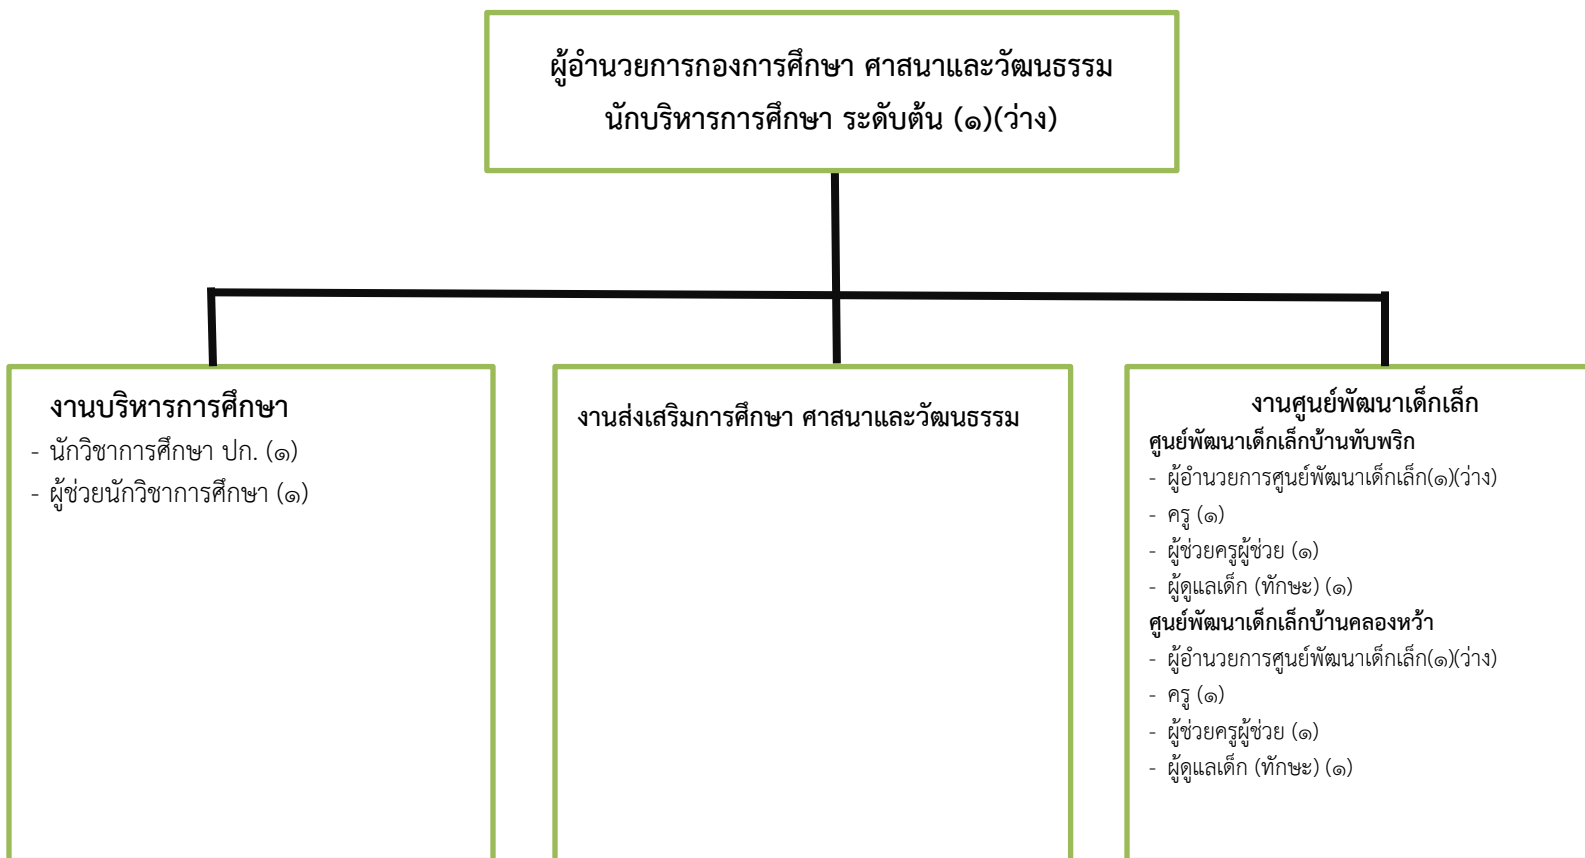 ผู้อำนวยการกองการศึกษา ศาสนาและวัฒนธรรม
นักบริหารการศึกษา ระดับต้น (๑)(ว่าง)
งานบริหารการศึกษา
- นักวิชาการศึกษา ปก. (๑)
- ผู้ช่วยนักวิชาการศึกษา (๑)
งานส่งเสริมการศึกษา ศาสนาและวัฒนธรรม
งานศูนย์พัฒนาเด็กเล็ก
ศูนย์พัฒนาเด็กเล็กบ้านทับพริก
- ผู้อำนวยการศูนย์พัฒนาเด็กเล็ก(๑)(ว่าง)
- ครู (๑)
- ผู้ช่วยครูผู้ช่วย (๑)
- ผู้ดูแลเด็ก (ทักษะ) (๑)
ศูนย์พัฒนาเด็กเล็กบ้านคลองหว้า
- ผู้อำนวยการศูนย์พัฒนาเด็กเล็ก(๑)(ว่าง)
- ครู (๑)
- ผู้ช่วยครูผู้ช่วย (๑)
- ผู้ดูแลเด็ก (ทักษะ) (๑)